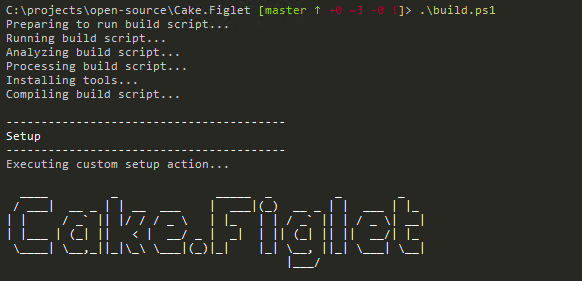 C:\projects\open-source\Cake.Figlet [master ↑ +0 ~3 -0 !]> .\build.ps1
Preparing to run build script...
Running build script...
Analyzing build script...
Processing build script...
Installing tools...
Compiling build script...
----------------------------------------
Setup
----------------------------------------
Executing custom setup action...
Cake.Figlet